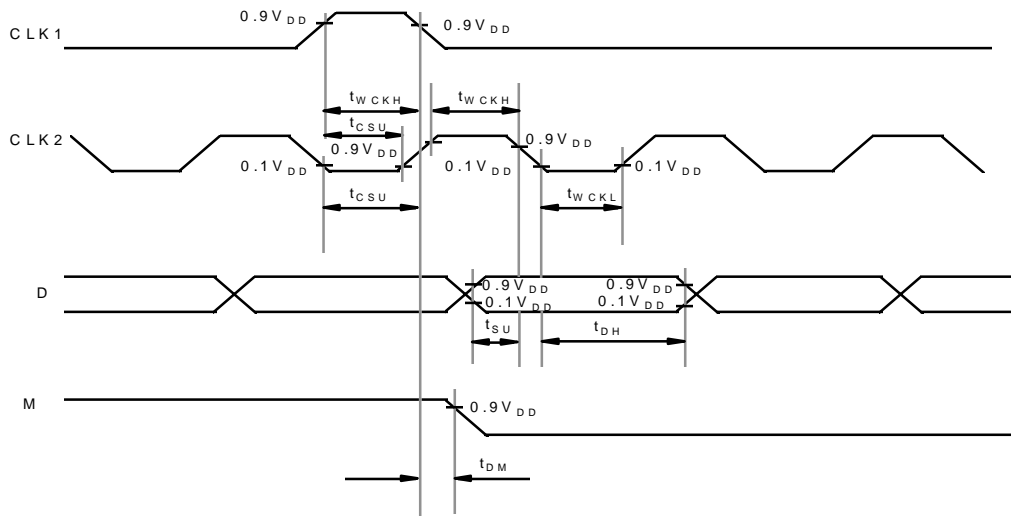 CLK1
0.9VDD
0.9VDD
tWCKH
tWCKH
tCSU
CLK2
0.9VDD
0.9VDD
0.1VDD
0.1VDD
0.1VDD
tCSU
tWCKL
D
0.9VDD
0.9VDD
0.1VDD
0.1VDD
tSU
tDH
M
0.9VDD
tDM